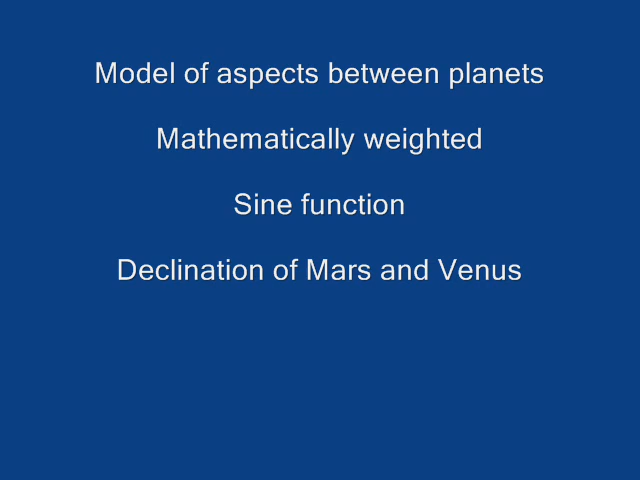 Model of aspects between planets
Mathematically weighted
Sine function
Declination of Mars and Venus